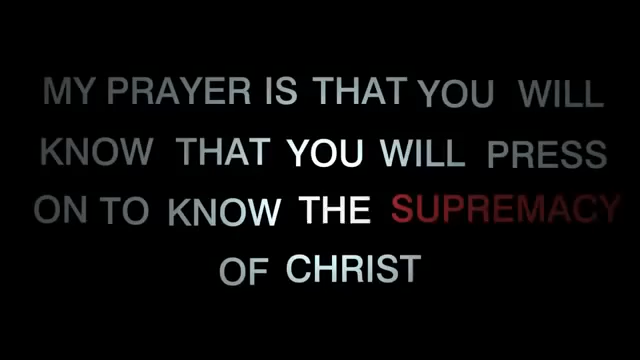 MY PRAYER IS THAT YOU WILL
KNOW THAT YOU WILL PRESS
ON TO KNOW THE SUPREMACY
OF CHRIST